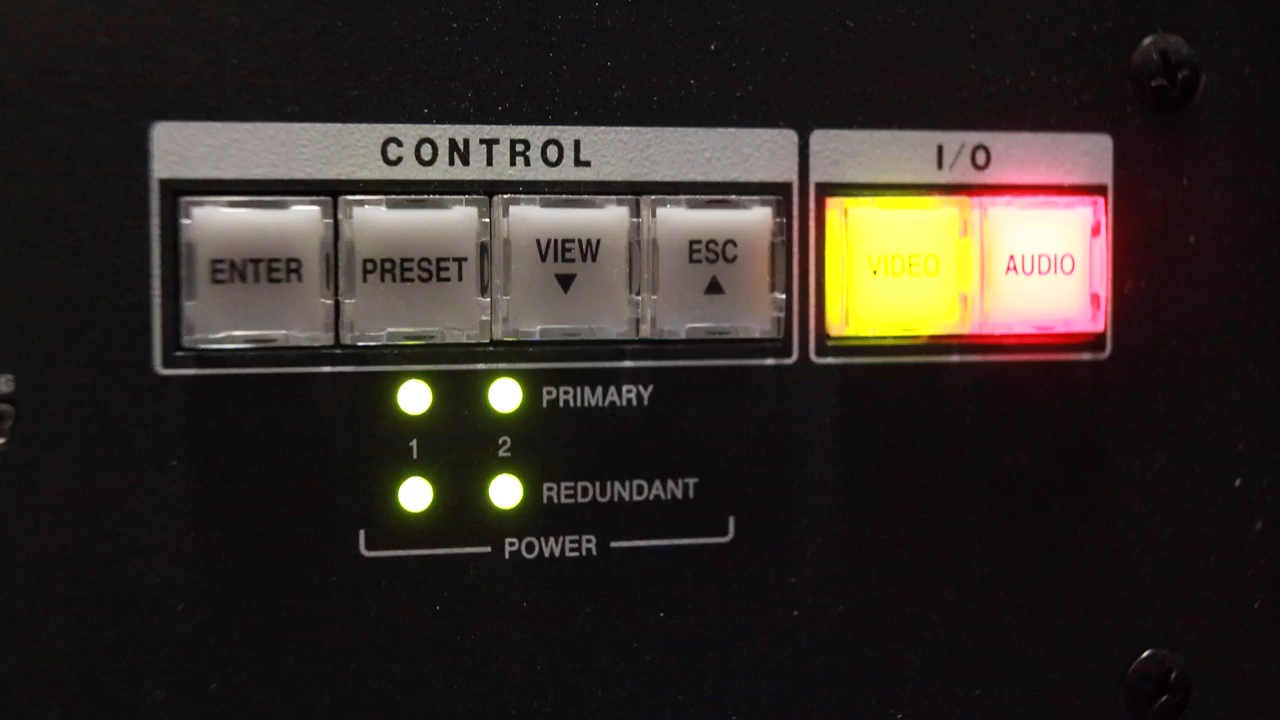 CONTROL
I/O
ENTER
PRESET
VIEW
▼
ESC
▲
VIDEO
AUDIO
PRIMARY
1 2
REDUNDANT
POWER